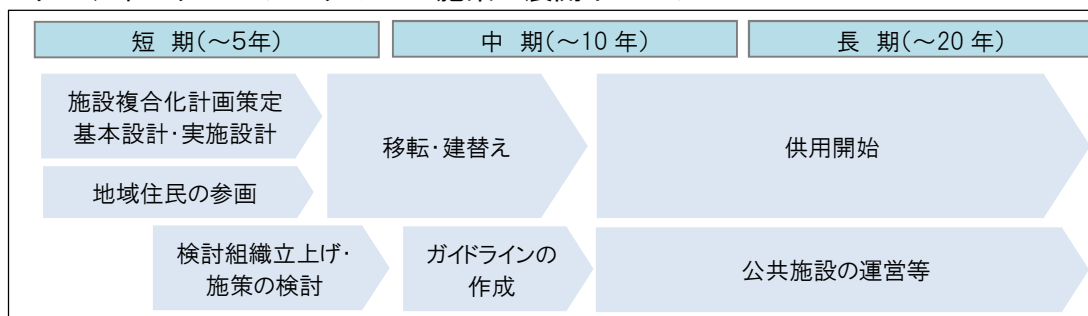 短 期(～5年)
中 期(～10 年)
長 期(～20 年)
施設複合化計画策定
基本設計・実施設計
地域住民の参画
移転・建替え
供用開始
検討組織立上げ・
施策の検討
ガイドラインの
作成
公共施設の運営等